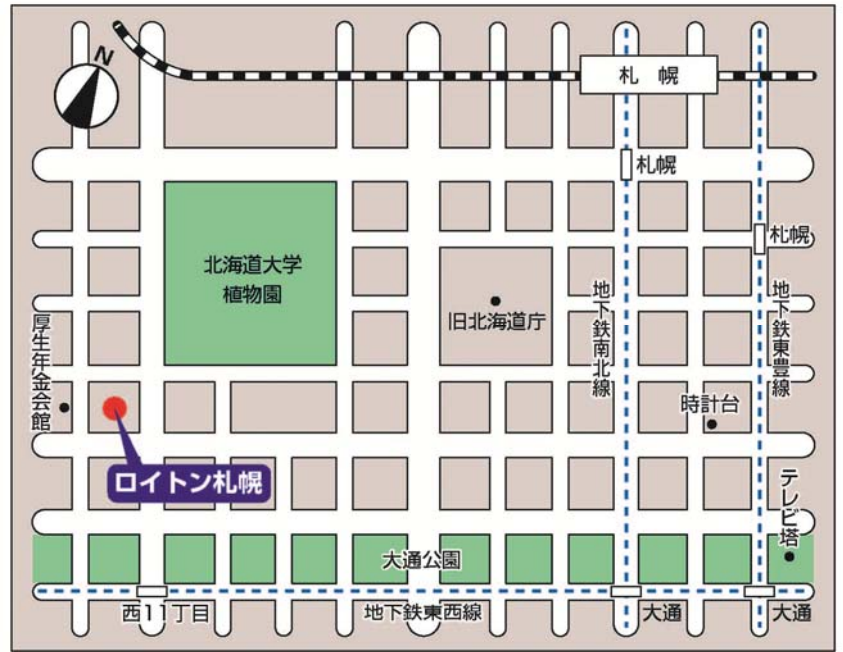 N
札幌
札幌
札幌
北海道大学
植物園
旧北海道庁
地下鉄南北線
地下鉄東豊線
厚生年金会館
時計台
ロイトン札幌
テレビ塔
大通公園
西11丁目
地下鉄東西線
大通
大通